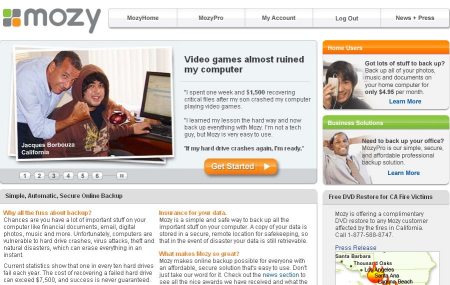 mozy
MozyHome
MozyPro
My Account
Log Out
News + Press
Video games almost ruined
my computer
"I spent one week and $1,500 recovering
critical files after my son crashed my computer
playing video games.
"I learned the lesson the hard way and now
back up everything with Mozy. I'm not a tech
guy, but Mozy is very easy to use.
"If my hard drive crashes again, I'm ready."
Get Started
Jacques Borbouza
California
1 2 3 4 5 6
Home Users
Got lots of stuff to back up?
Back up all of your photos,
music and documents on
your home computer for
only $4.95 per month.
Learn More
Business Solutions
Need to back up your office?
MozyPro is our simple, secure,
and affordable professional
backup solution.
Learn More
Simple, Automatic, Secure Online Backup
Why all the fuss about backup?
Chances are you have a lot of important stuff on your
computer like financial documents, email, digital
photos, music and more. Unfortunately, computers are
vulnerable to hard drive crashes, virus attacks, theft and
natural disasters, which can erase everything in an
instant.
Current statistics show that one in every ten hard drives
fail each year. The cost of recovering a failed hard drive
can exceed $7,500, and success is never guaranteed.
Insurance for your data.
Mozy is a simple and safe way to back up all the
important stuff on your computer. A copy of your data is
stored in a secure, remote location for safekeeping, so
that in the event of disaster your data is still retrievable.
What makes Mozy so great?
Mozy makes online backup possible for everyone with
an affordable, secure solution that's easy to use. Don't
just take our word for it. Check out the news section to
see all the nice awards we have received and what the
Free DVD Restore for CA Fire Victims
Mozy is offering a complimentary
DVD restore to any Mozy customer
affected by the fires in California.
Call 1-877-588-8747.
Press Release
Santa Barbara
Thousand Oaks
Los Angeles
Santa Ana
Huntington Beach